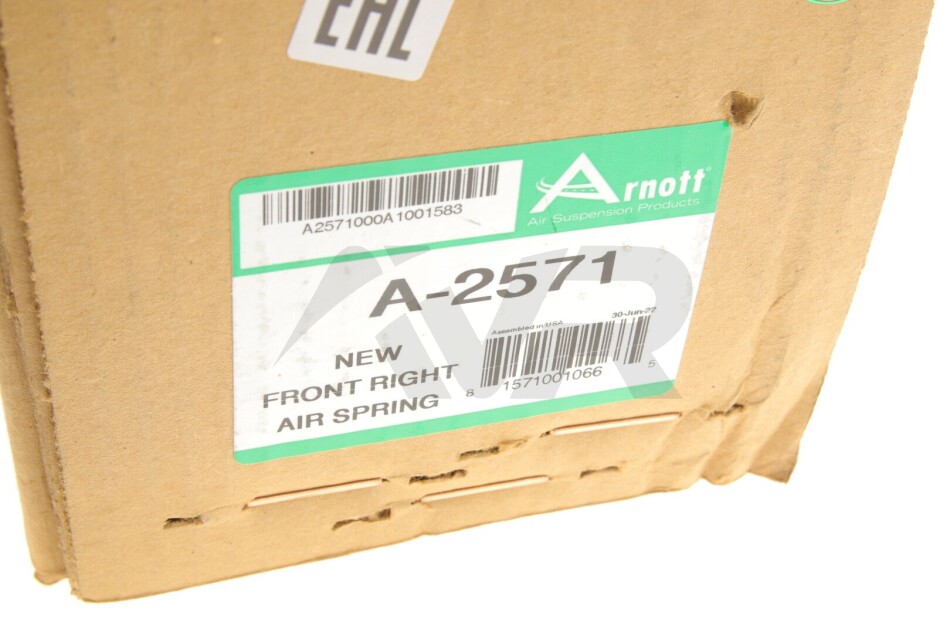 EAC
Arnott®
Air Suspension Products
A2571000A1001583
A-2571
Assembled in USA
30-Jun-22
NEW
FRONT RIGHT
AIR SPRING
8 1571001066 5
AVR